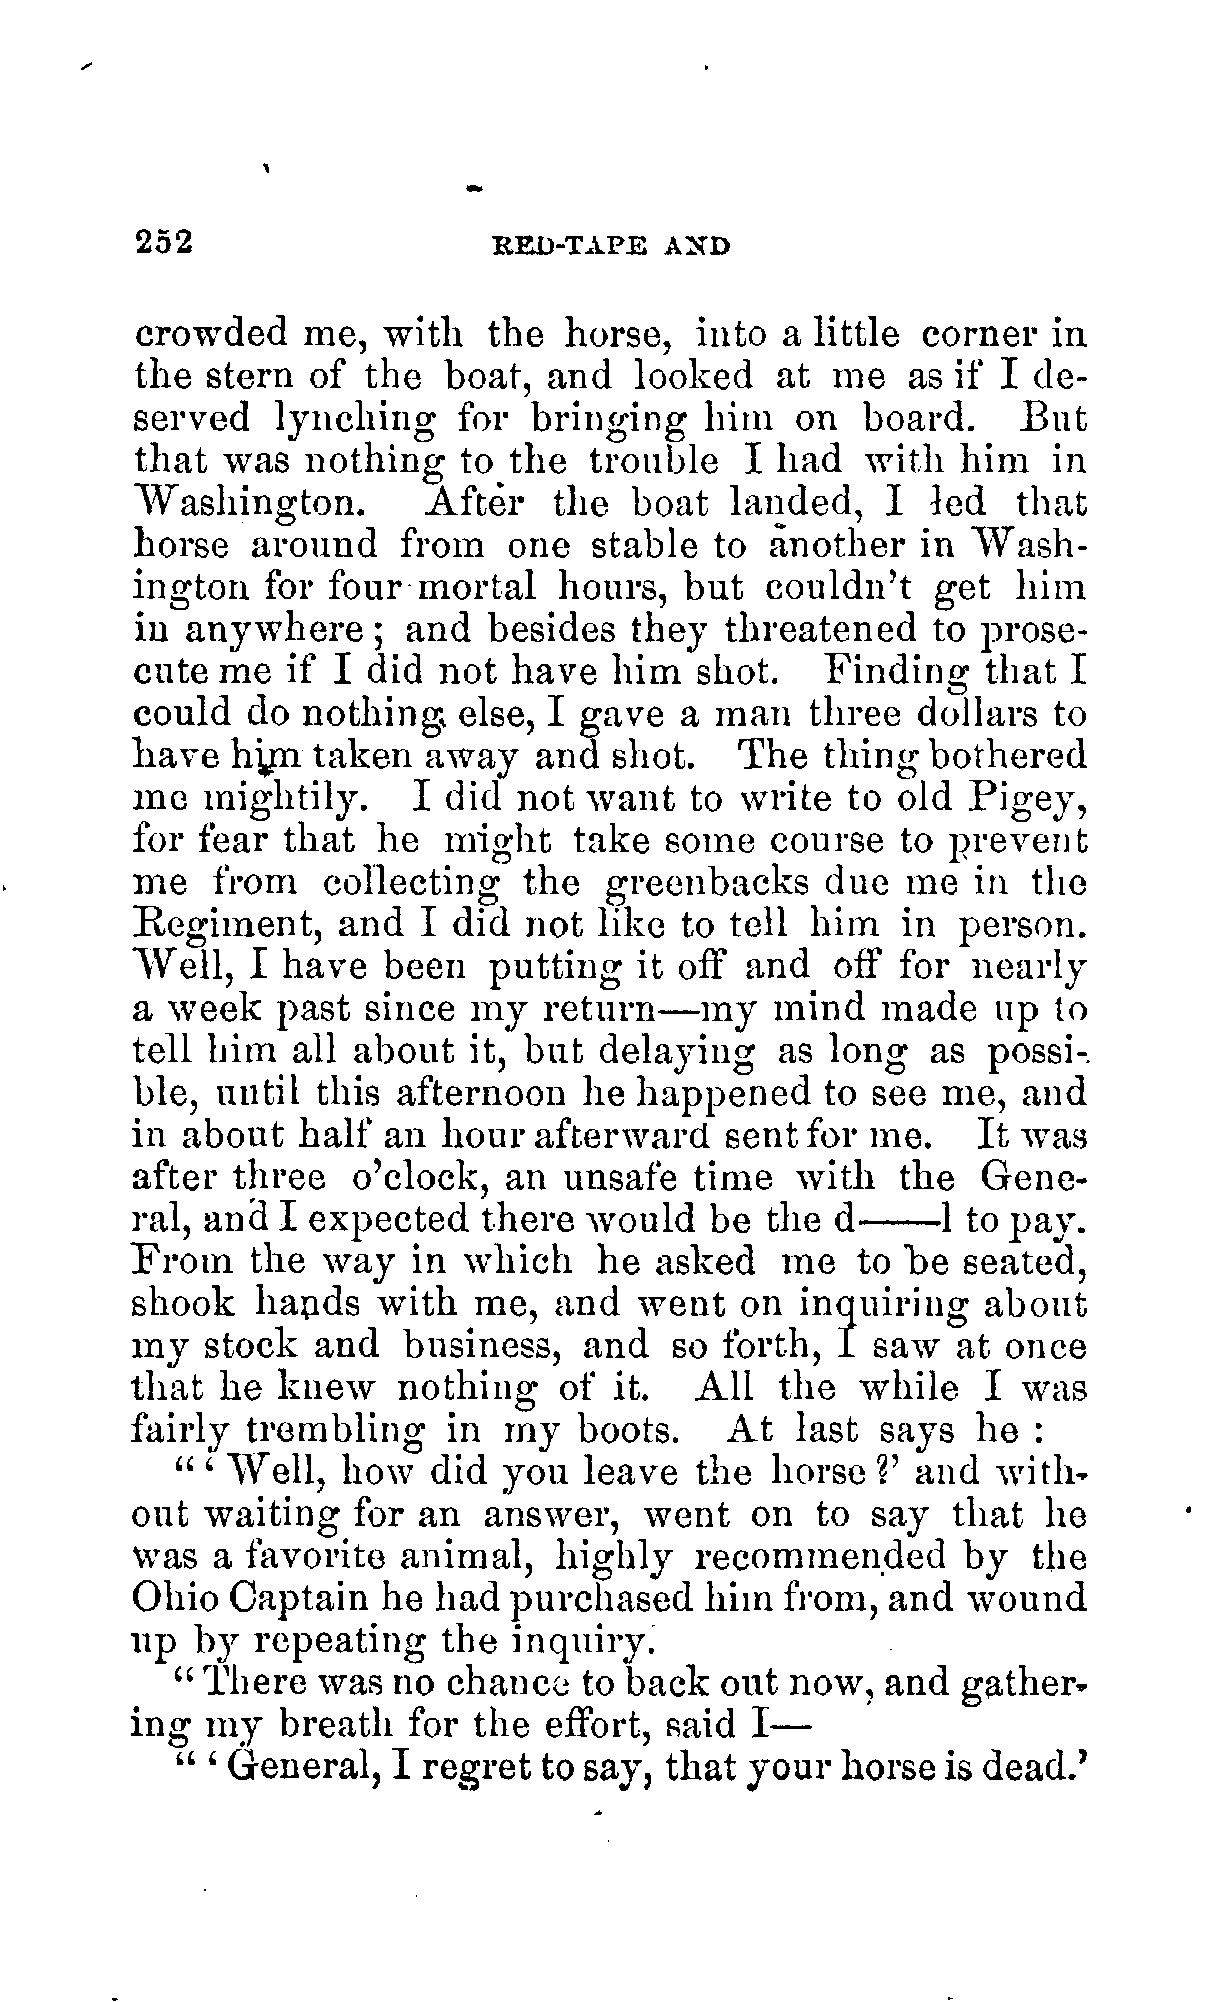 252 RED-TAPE AND
crowded me, with the horse, into a little corner in
the stern of the boat, and looked at me as if I de-
served lynching for bringing him on board. But
that was nothing to the trouble I had with him in
Washington. After the boat landed, I led that
horse around from one stable to another in Wash-
ington for four mortal hours, but couldn't get him
in anywhere; and besides they threatened to prose-
cute me if I did not have him shot. Finding that I
could do nothing else, I gave a man three dollars to
have him taken away and shot. The thing bothered
me mightily. I did not want to write to old Pigey,
for fear that he might take some course to prevent
me from collecting the greenbacks due me in the
Regiment, and I did not like to tell him in person.
Well, I have been putting it off and off for nearly
a week past since my return—my mind made up to
tell him all about it, but delaying as long as possi-
ble, until this afternoon he happened to see me, and
in about half an hour afterward sent for me. It was
after three o'clock, an unsafe time with the Gene-
ral, and I expected there would be the d——l to pay.
From the way in which he asked me to be seated,
shook hands with me, and went on inquiring about
my stock and business, and so forth, I saw at once
that he knew nothing of it. All the while I was
fairly trembling in my boots. At last says he :
"'Well, how did you leave the horse?' and with-
out waiting for an answer, went on to say that he
was a favorite animal, highly recommended by the
Ohio Captain he had purchased him from, and wound
up by repeating the inquiry.
"There was no chance to back out now, and gather-
ing my breath for the effort, said I—
"'General, I regret to say, that your horse is dead.'